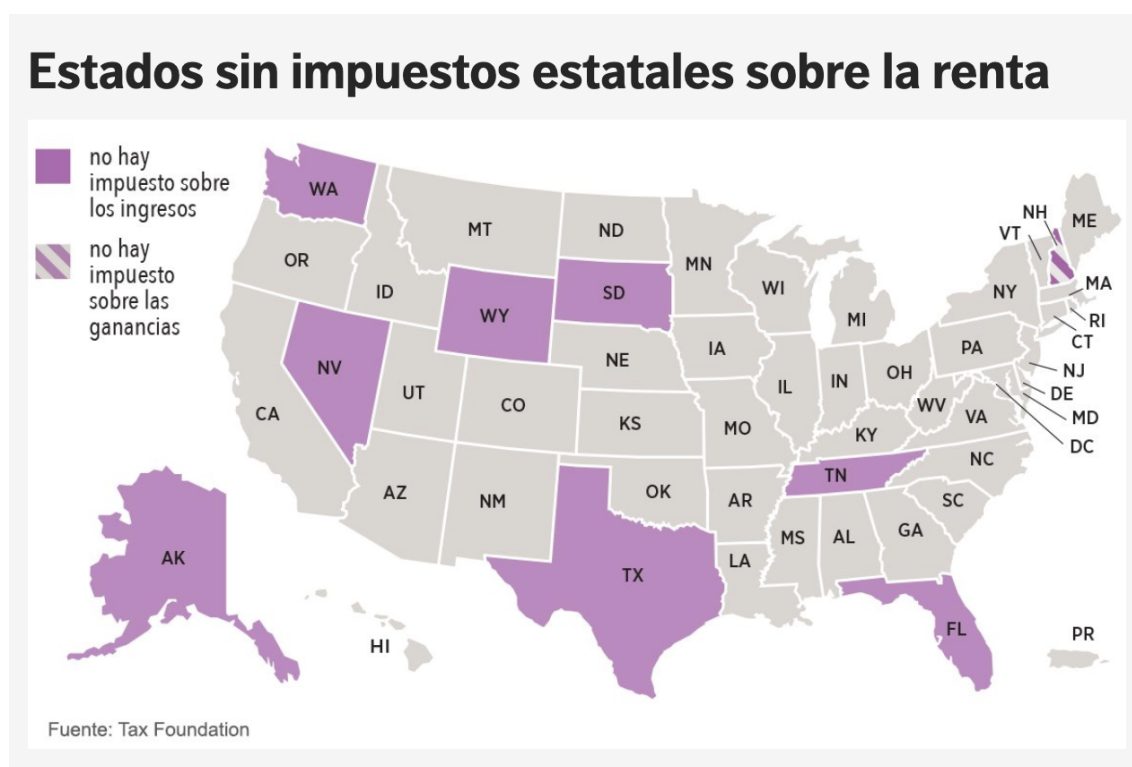 Estados sin impuestos estatales sobre la renta
no hay
impuesto sobre
los ingresos
no hay
impuesto
sobre las
ganancias
WA
MT
ND
MN
OR
ID
WY
SD
WI
MI
NY
VT
NH
ME
MA
RI
CT
NJ
DE
MD
DC
NV
UT
CO
NE
IA
IL
IN
OH
PA
WV
VA
CA
KS
MO
KY
NC
AZ
NM
OK
AR
TN
SC
MS
AL
GA
LA
TX
FL
AK
HI
PR
Fuente: Tax Foundation